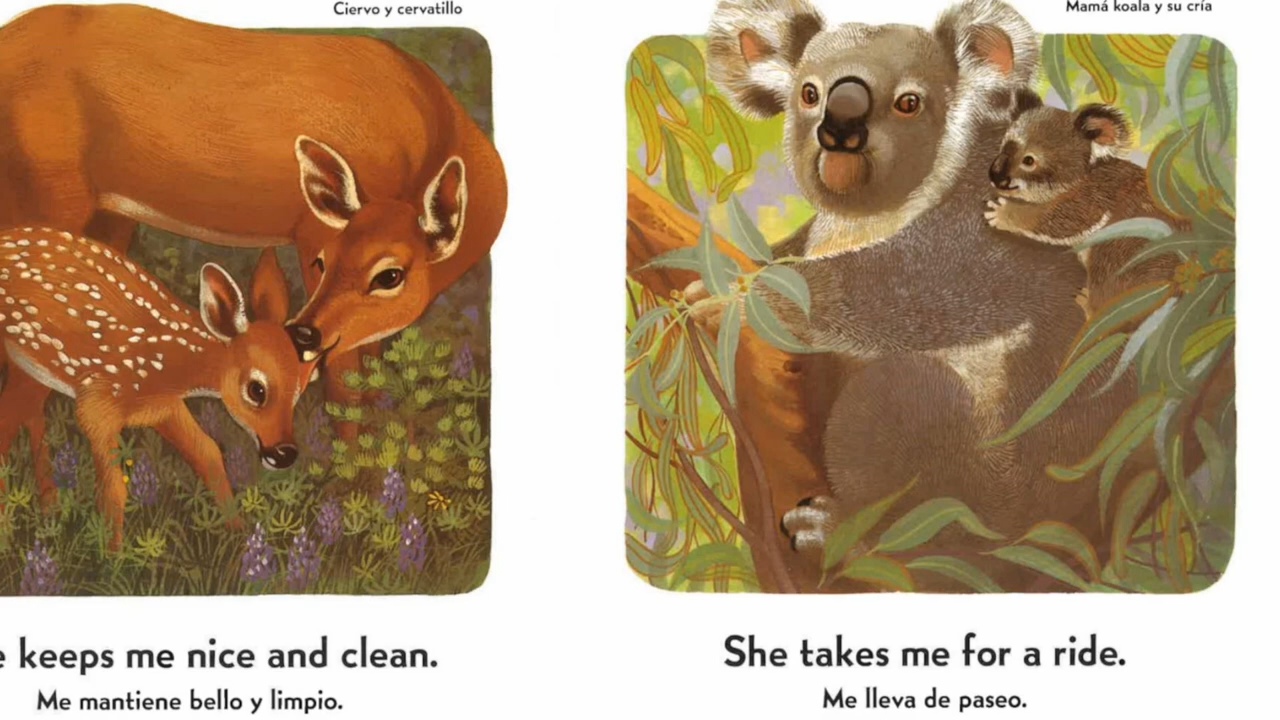 Ciervo y cervatillo
keeps me nice and clean.
Me mantiene bello y limpio.
Mamá koala y su cría
She takes me for a ride.
Me lleva de paseo.